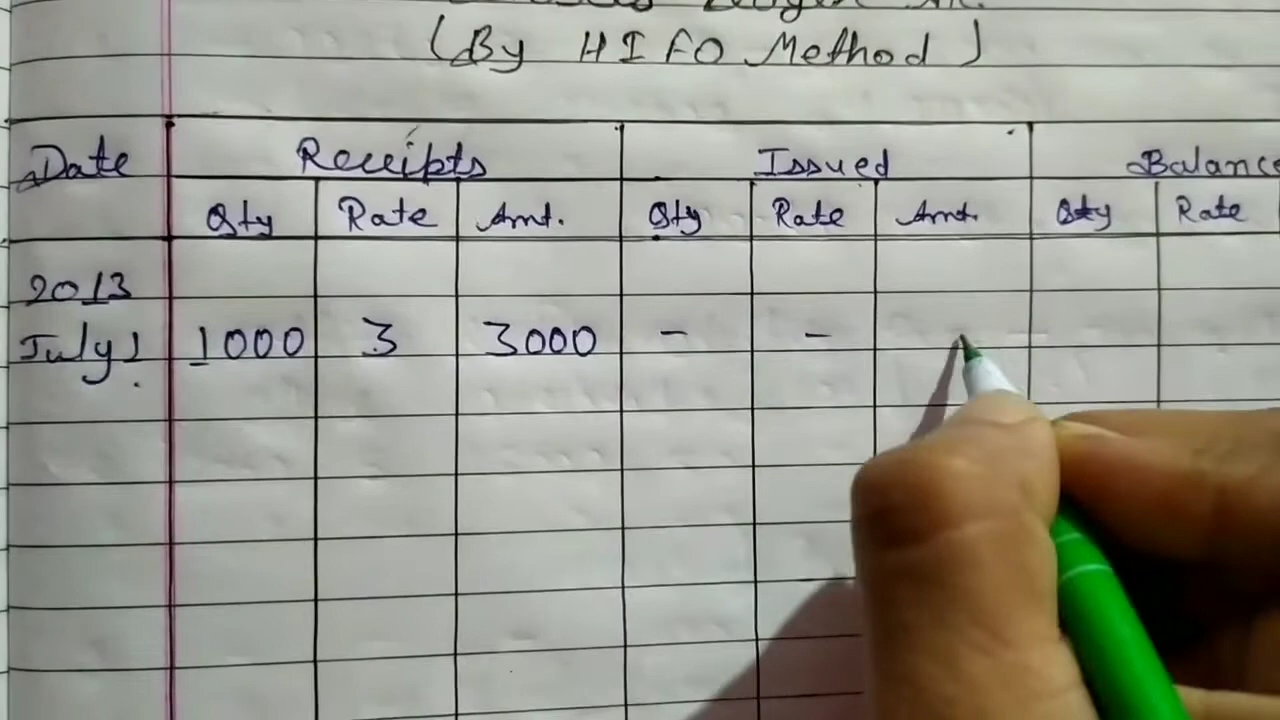 (By HIFO Method)
Date Receipts Issued Balance
Qty Rate Amt. Qty Rate Amt. Qty Rate
2013
July 1 1000 3 3000 - -